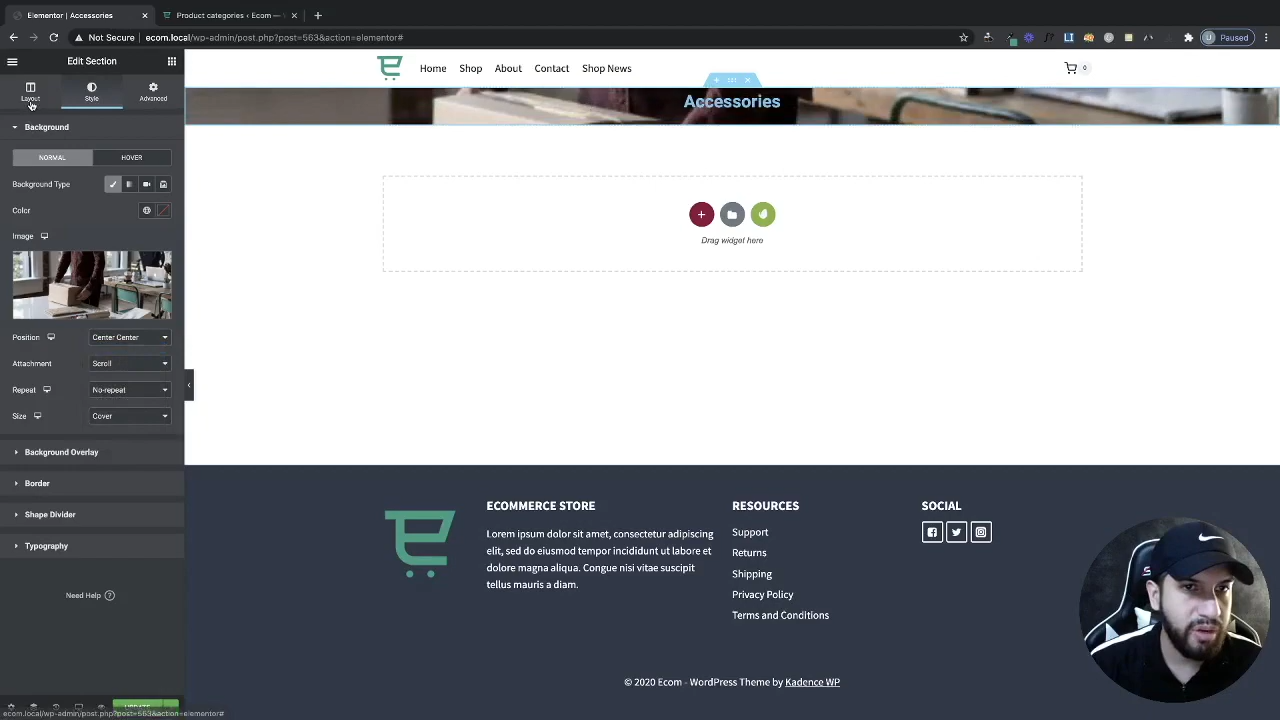 Elementor | Accessories
Product categories ‹ Ecom —
Not Secure
ecom.local/wp-admin/post.php?post=563&action=elementor#
Paused
Edit Section
Home
Shop
About
Contact
Shop News
0
Layout
Style
Advanced
Accessories
Background
NORMAL
HOVER
Background Type
Color
Image
Drag widget here
Position
Center Center
Attachment
Scroll
Repeat
No-repeat
Size
Cover
Background Overlay
Border
Shape Divider
Typography
Need Help
ECOMMERCE STORE
Lorem ipsum dolor sit amet, consectetur adipiscing
elit, sed do eiusmod tempor incididunt ut labore et
dolore magna aliqua. Congue nisi vitae suscipit
tellus mauris a diam.
RESOURCES
Support
Returns
Shipping
Privacy Policy
Terms and Conditions
SOCIAL
© 2020 Ecom - WordPress Theme by Kadence WP
UPDATE
ecom.local/wp-admin/post.php?post=563&action=elementor#